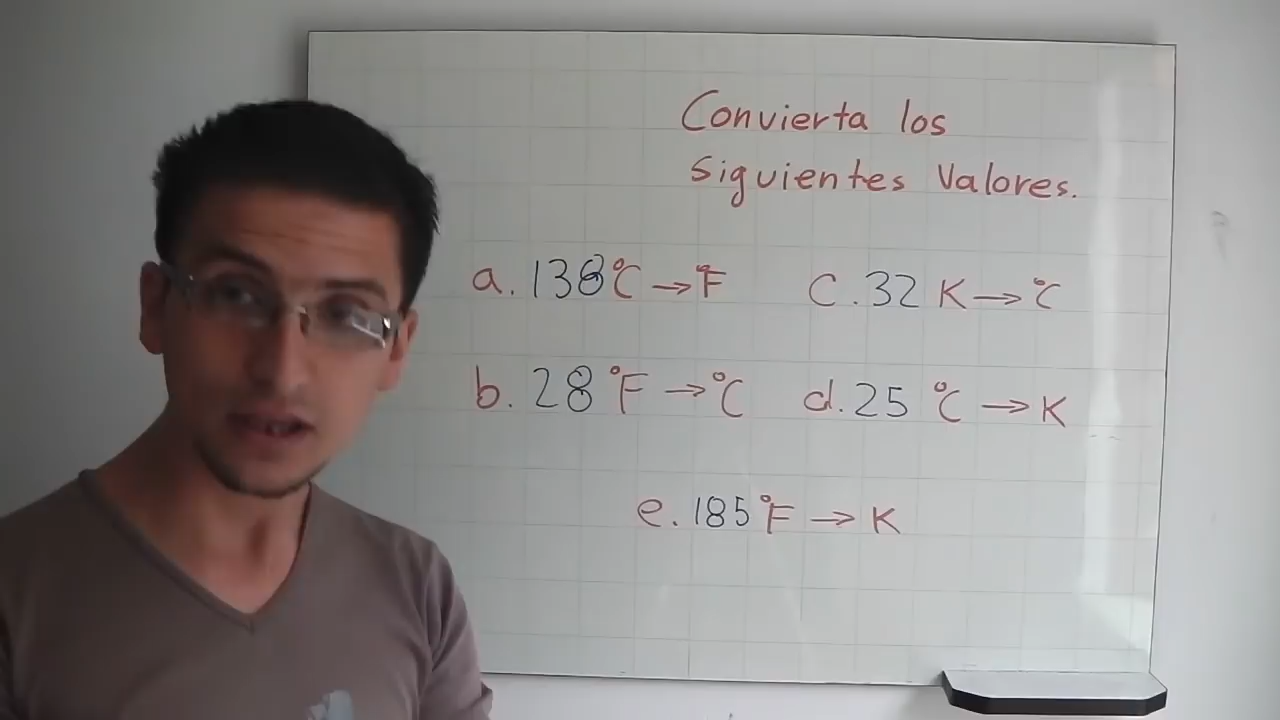 Convierta los
Siguientes Valores.
a. 138°C → °F
C. 32 K → °C
b. 28 °F → °C
d. 25 °C → K
e. 185 °F → K